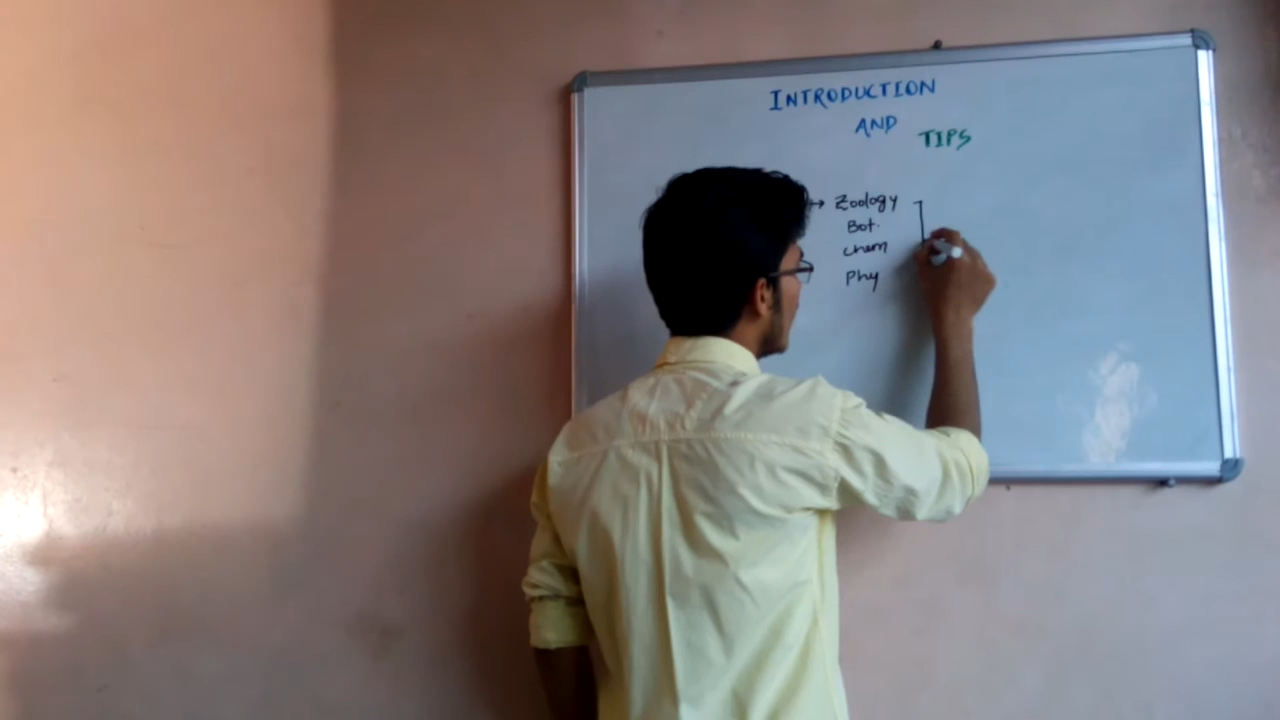 INTRODUCTION
AND
TIPS
→ Zoology
Bot.
Chem
Phy